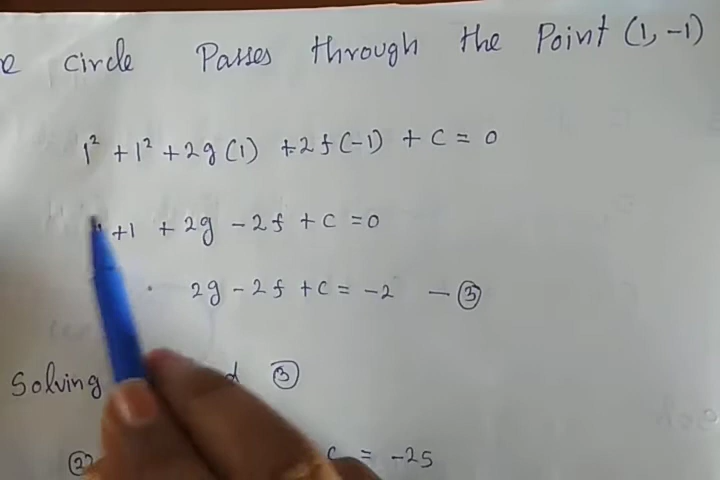 circle Passes through the Point (1, -1)
1² + 1² + 2g (1) + 2f (-1) + c = 0
+1 + 2g - 2f + c = 0
2g - 2f + c = -2 — ③
Solving ③
② c = -25